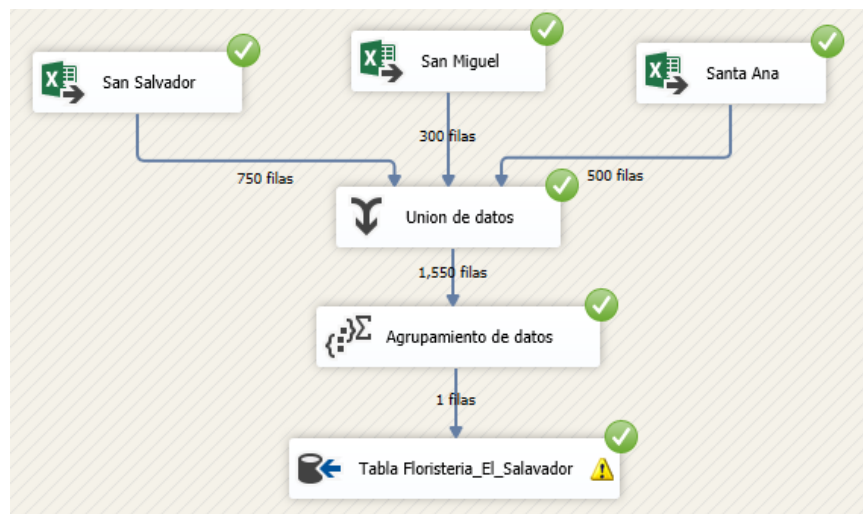 San Salvador
San Miguel
Santa Ana
300 filas
750 filas
500 filas
Union de datos
1,550 filas
Agrupamiento de datos
1 filas
Tabla Floristeria_El_Salavador